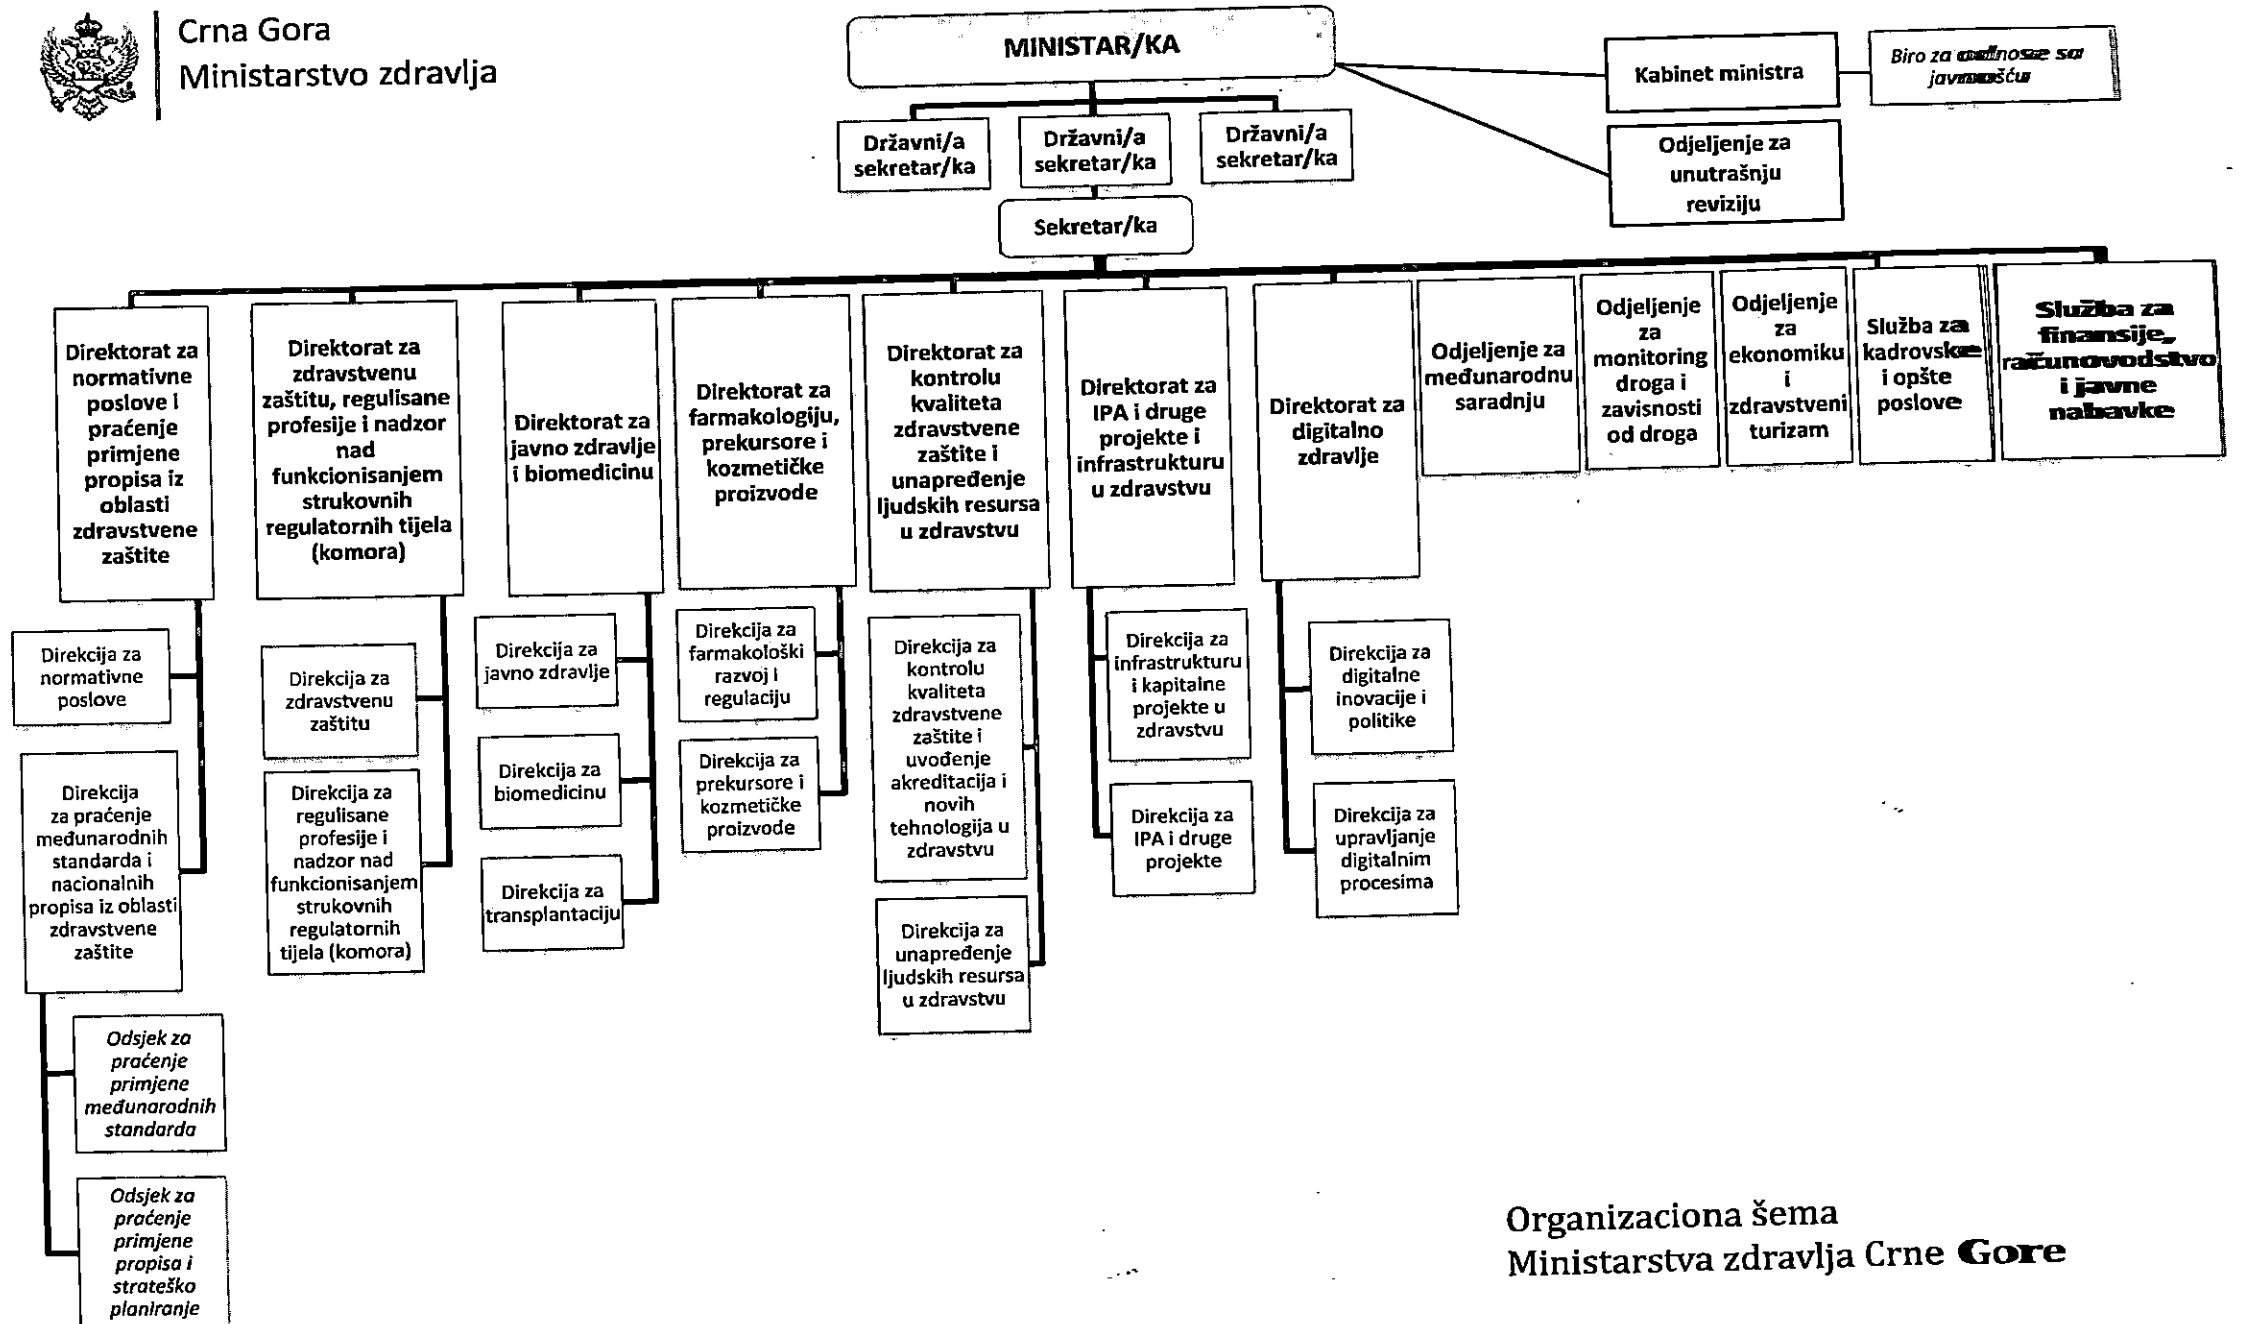 Crna Gora
Ministarstvo zdravlja
MINISTAR/KA
Kabinet ministra
Biro za odnose sa
javnošću
Državni/a
sekretar/ka
Državni/a
sekretar/ka
Državni/a
sekretar/ka
Odjeljenje za
unutrašnju
reviziju
Sekretar/ka
Direktorat za
normativne
poslove i
praćenje
primjene
propisa iz
oblasti
zdravstvene
zaštite
Direktorat za
zdravstvenu
zaštitu, regulisane
profesije i nadzor
nad
funkcionisanjem
strukovnih
regulatornih tijela
(komora)
Direktorat za
javno zdravlje
i biomedicinu
Direktorat za
farmakologiju,
prekursore i
kozmetičke
proizvode
Direktorat za
kontrolu
kvaliteta
zdravstvene
zaštite i
unapređenje
ljudskih resursa
u zdravstvu
Direktorat za
IPA i druge
projekte i
infrastrukturu
u zdravstvu
Direktorat za
digitalno
zdravlje
Odjeljenje za
međunarodnu
saradnju
Odjeljenje
za
monitoring
droga i
zavisnosti
od droga
Odjeljenje
za
ekonomiku
i
zdravstveni
turizam
Služba za
kadrovske
i opšte
poslove
Služba za
finansije,
računovodstvo
i javne
nabavke
Direkcija za
normativne
poslove
Direkcija
za praćenje
međunarodnih
standarda i
nacionalnih
propisa iz oblasti
zdravstvene
zaštite
Odsjek za
praćenje
primjene
međunarodnih
standarda
Odsjek za
praćenje
primjene
propisa i
strateško
planiranje
Direkcija za
zdravstvenu
zaštitu
Direkcija za
regulisane
profesije i
nadzor nad
funkcionisanjem
strukovnih
regulatornih
tijela (komora)
Direkcija za
javno zdravlje
Direkcija za
biomedicinu
Direkcija za
transplantaciju
Direkcija za
farmakološki
razvoj i
regulaciju
Direkcija za
prekursore i
kozmetičke
proizvode
Direkcija za
kontrolu
kvaliteta
zdravstvene
zaštite i
uvođenje
akreditacija i
novih
tehnologija u
zdravstvu
Direkcija za
unapređenje
ljudskih resursa
u zdravstvu
Direkcija za
infrastrukturu
i kapitalne
projekte u
zdravstvu
Direkcija za
IPA i druge
projekte
Direkcija za
digitalne
inovacije i
politike
Direkcija za
upravljanje
digitalnim
procesima
Organizaciona šema
Ministarstva zdravlja Crne Gore